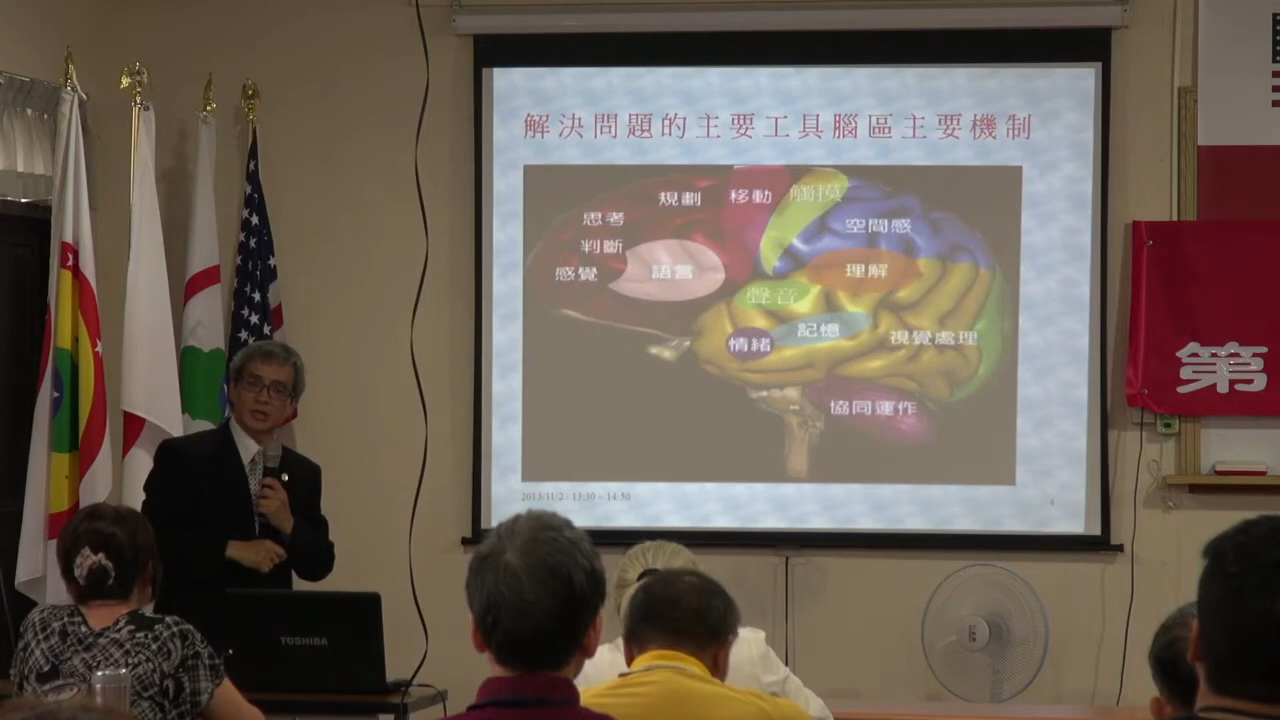 解決問題的主要工具腦區主要機制
規劃
移動
觸摸
思考
空間感
判斷
感覺
語言
理解
聲音
記憶
情緒
視覺處理
協同運作
2013/11/2 / 13:30 ~ 14:50
4
第
TOSHIBA